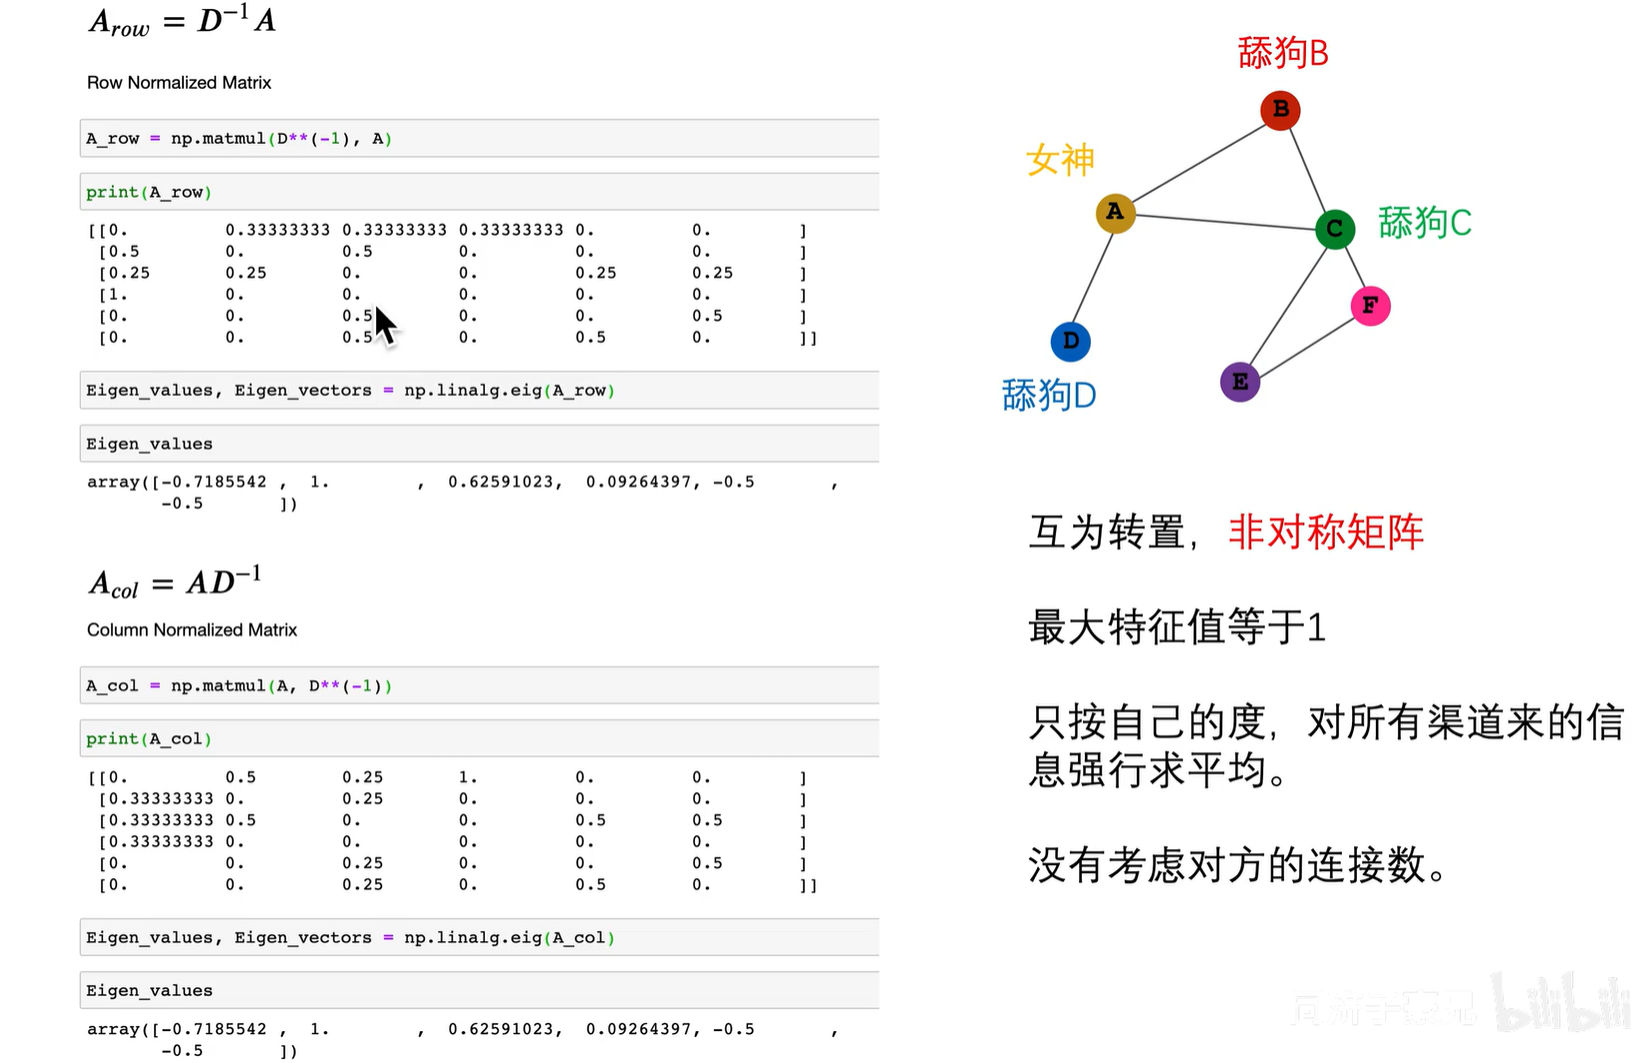 A_row = D⁻¹A
Row Normalized Matrix
A_row = np.matmul(D**(-1), A)
print(A_row)
[[0.         0.33333333 0.33333333 0.33333333 0.         0.        ]
 [0.5        0.         0.5        0.         0.         0.        ]
 [0.25       0.25       0.         0.         0.25       0.25      ]
 [1.         0.         0.         0.         0.         0.        ]
 [0.         0.         0.5        0.         0.         0.5       ]
 [0.         0.         0.5        0.         0.5        0.        ]]
Eigen_values, Eigen_vectors = np.linalg.eig(A_row)
Eigen_values
array([-0.7185542 ,  1.        ,  0.62591023,  0.09264397, -0.5       ,
       -0.5       ])
A_col = AD⁻¹
Column Normalized Matrix
A_col = np.matmul(A, D**(-1))
print(A_col)
[[0.         0.5        0.25       1.         0.         0.        ]
 [0.33333333 0.         0.25       0.         0.         0.        ]
 [0.33333333 0.5        0.         0.         0.5        0.5       ]
 [0.33333333 0.         0.         0.         0.         0.        ]
 [0.         0.         0.25       0.         0.         0.5       ]
 [0.         0.         0.25       0.         0.5        0.        ]]
Eigen_values, Eigen_vectors = np.linalg.eig(A_col)
Eigen_values
array([-0.7185542 ,  1.        ,  0.62591023,  0.09264397, -0.5       ,
       -0.5       ])
舔狗B
B
女神
A
C
舔狗C
F
D
E
舔狗D
互为转置，非对称矩阵
最大特征值等于1
只按自己的度，对所有渠道来的信
息强行求平均。
没有考虑对方的连接数。
同济子豪兄 bilibili